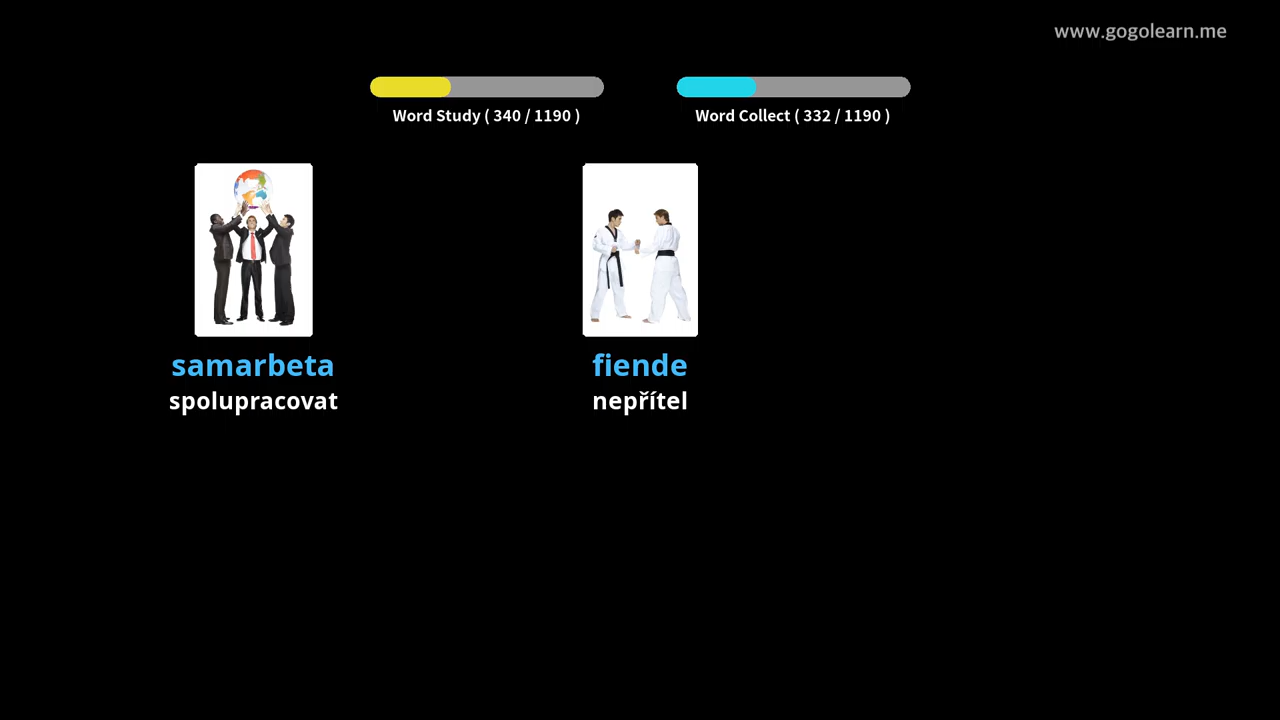 www.gogolearn.me
Word Study ( 340 / 1190 )
Word Collect ( 332 / 1190 )
samarbeta
fiende
spolupracovat
nepřítel